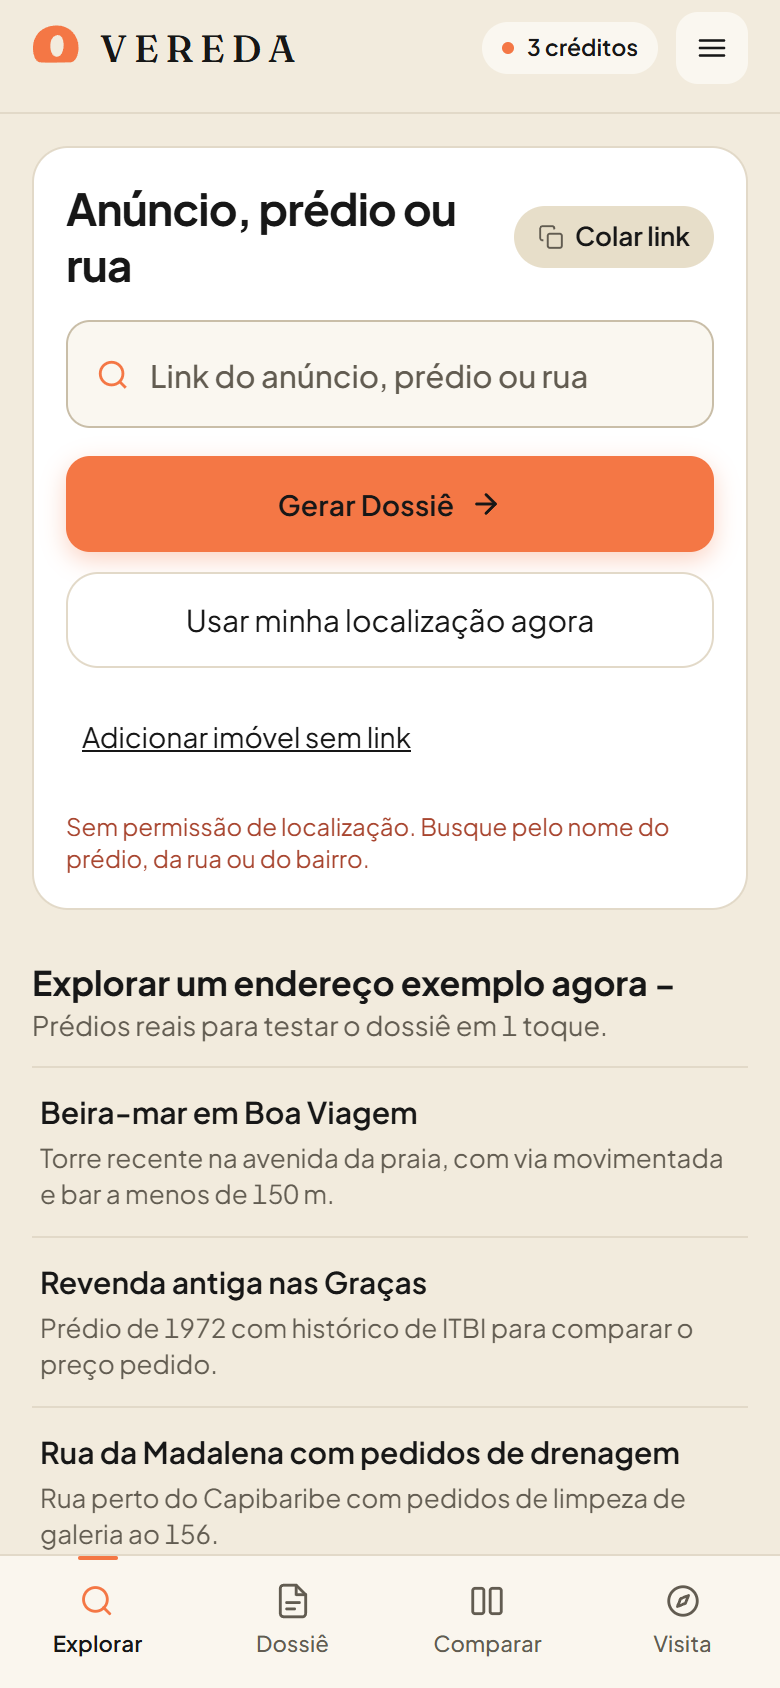 VEREDA
3 créditos
Anúncio, prédio ou
rua
Colar link
Link do anúncio, prédio ou rua
Gerar Dossiê
Usar minha localização agora
Adicionar imóvel sem link
Sem permissão de localização. Busque pelo nome do
prédio, da rua ou do bairro.
Explorar um endereço exemplo agora –
Prédios reais para testar o dossiê em 1 toque.
Beira-mar em Boa Viagem
Torre recente na avenida da praia, com via movimentada
e bar a menos de 150 m.
Revenda antiga nas Graças
Prédio de 1972 com histórico de ITBI para comparar o
preço pedido.
Rua da Madalena com pedidos de drenagem
Rua perto do Capibaribe com pedidos de limpeza de
galeria ao 156.
Explorar
Dossiê
Comparar
Visita